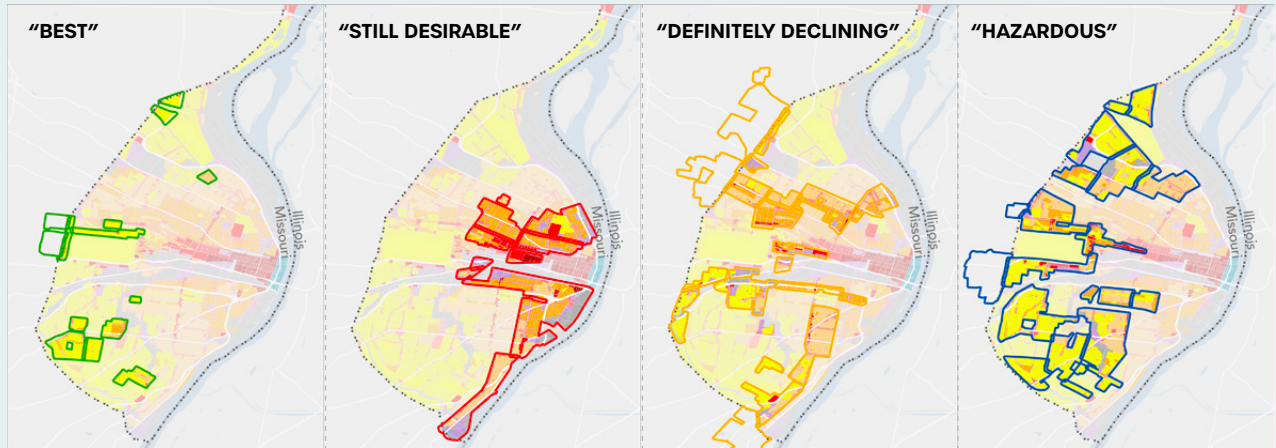 “BEST”
“STILL DESIRABLE”
“DEFINITELY DECLINING”
“HAZARDOUS”
Illinois
Missouri
Illinois
Missouri
Illinois
Missouri
Illinois
Missouri